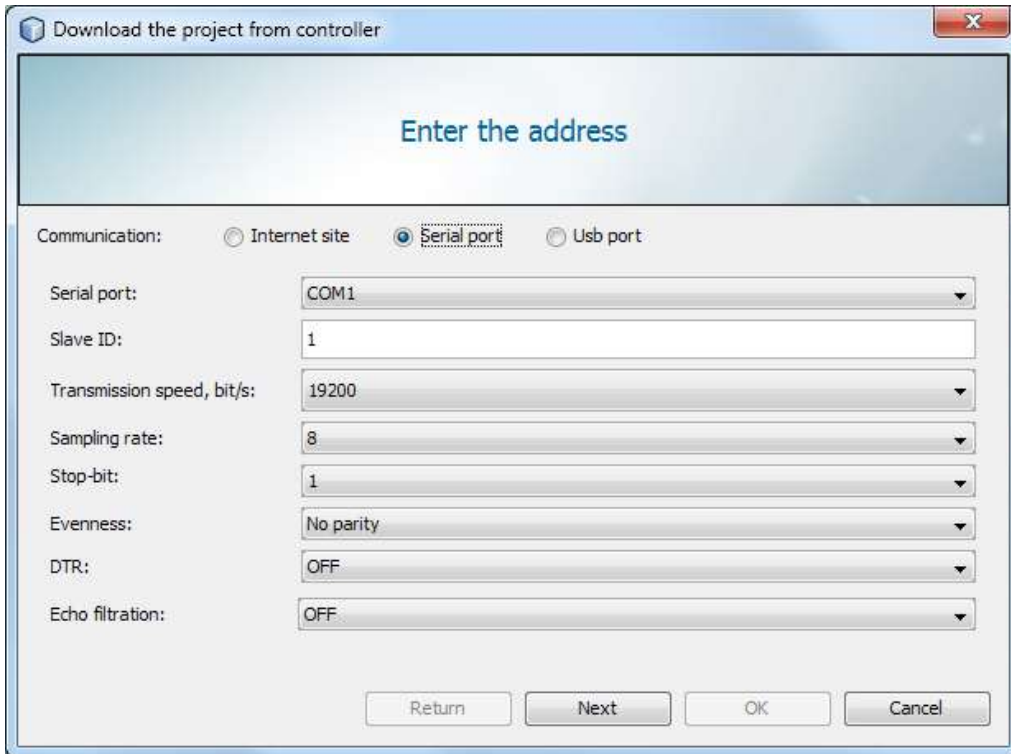 Download the project from controller
Enter the address
Communication: Internet site Serial port Usb port
Serial port: COM1
Slave ID: 1
Transmission speed, bit/s: 19200
Sampling rate: 8
Stop-bit: 1
Evenness: No parity
DTR: OFF
Echo filtration: OFF
Return Next OK Cancel